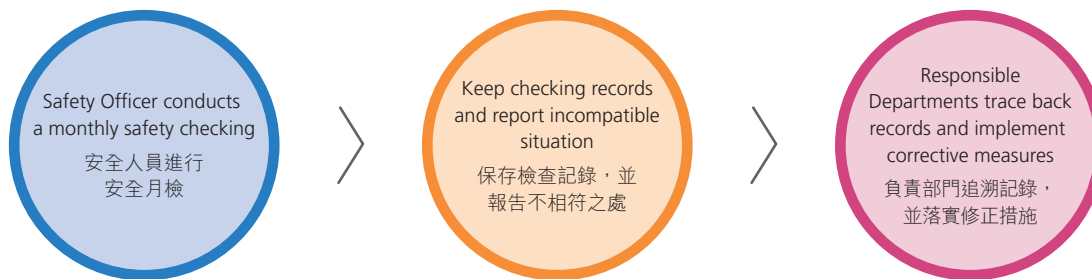 Safety Officer conducts
a monthly safety checking
安全人員進行
安全月檢
Keep checking records
and report incompatible
situation
保存檢查記錄，並
報告不相符之處
Responsible
Departments trace back
records and implement
corrective measures
負責部門追溯記錄，
並落實修正措施